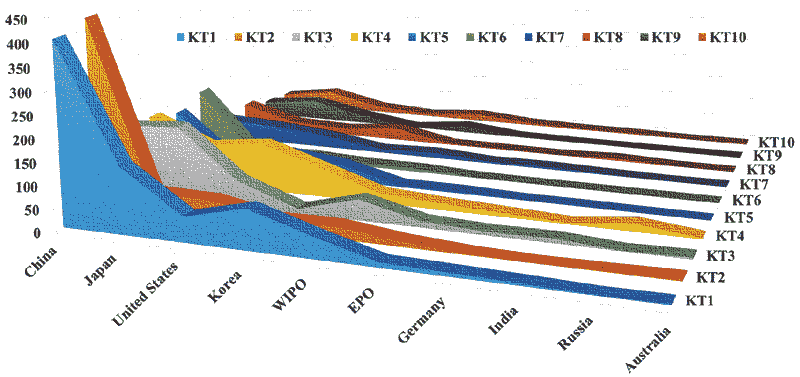 450
400
350
300
250
200
150
100
50
0
KT1 KT2 KT3 KT4 KT5 KT6 KT7 KT8 KT9 KT10
KT10
KT9
KT8
KT7
KT6
KT5
KT4
KT3
KT2
KT1
China
Japan
United States
Korea
WIPO
EPO
Germany
India
Russia
Australia